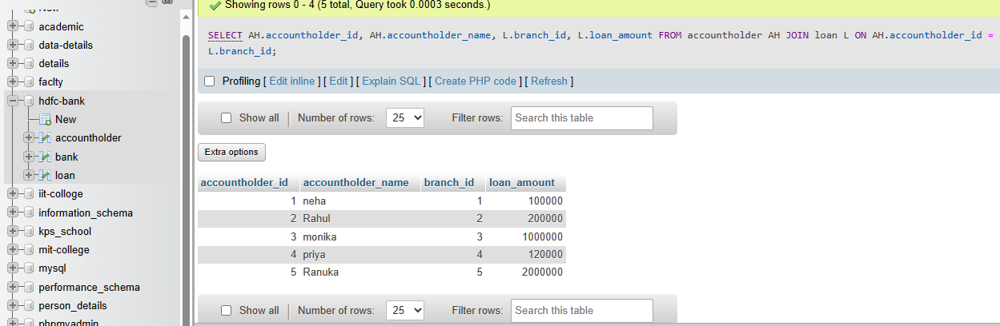 New
academic
data-details
details
faclty
hdfc-bank
New
accountholder
bank
loan
iit-colloge
information_schema
kps_school
mit-college
mysql
performance_schema
person_details
phpmyadmin
Showing rows 0 - 4 (5 total, Query took 0.0003 seconds.)
SELECT AH.accountholder_id, AH.accountholder_name, L.branch_id, L.loan_amount FROM accountholder AH JOIN loan L ON AH.accountholder_id =
L.branch_id;
Profiling [ Edit inline ] [ Edit ] [ Explain SQL ] [ Create PHP code ] [ Refresh ]
Show all Number of rows: 25 Filter rows: Search this table
Extra options
accountholder_id accountholder_name branch_id loan_amount
1 neha 1 100000
2 Rahul 2 200000
3 monika 3 1000000
4 priya 4 120000
5 Ranuka 5 2000000
Show all Number of rows: 25 Filter rows: Search this table